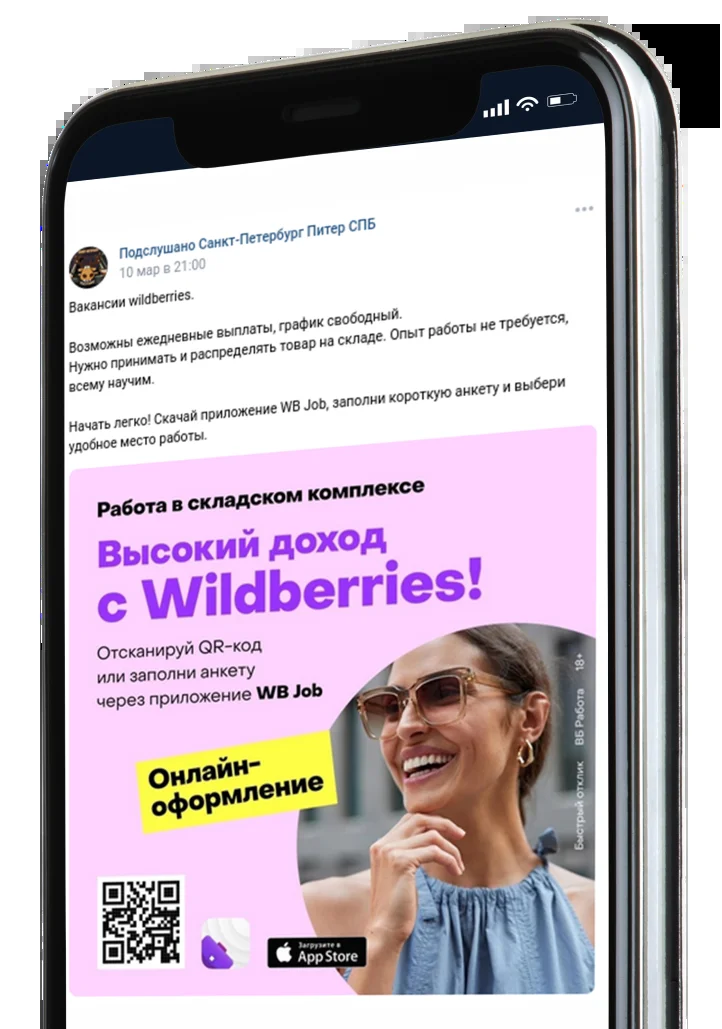 Подслушано Санкт-Петербург Питер СПБ
10 мар в 21:00
Вакансии wildberries.
Возможны ежедневные выплаты, график свободный.
Нужно принимать и распределять товар на складе. Опыт работы не требуется,
всему научим.
Начать легко! Скачай приложение WB Job, заполни короткую анкету и выбери
удобное место работы.
Работа в складском комплексе
Высокий доход
с Wildberries!
Отсканируй QR-код
или заполни анкету
через приложение WB Job
Онлайн-
оформление
Быстрый отклик ВБ Работа 18+
Загрузите в
App Store